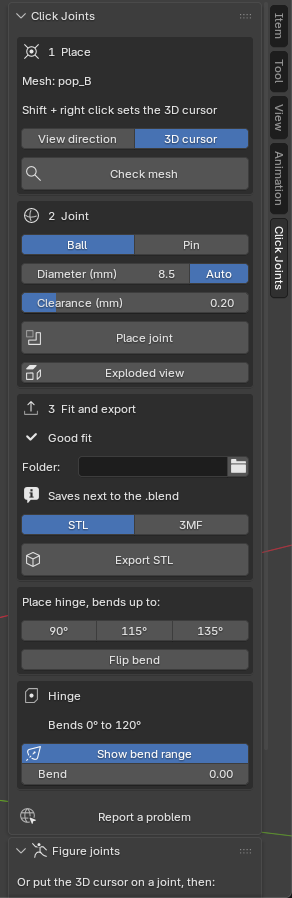 Click Joints
1 Place
Mesh: pop_B
Shift + right click sets the 3D cursor
View direction
3D cursor
Check mesh
2 Joint
Ball
Pin
Diameter (mm) 8.5
Auto
Clearance (mm) 0.20
Place joint
Exploded view
3 Fit and export
Good fit
Folder:
Saves next to the .blend
STL
3MF
Export STL
Place hinge, bends up to:
90°
115°
135°
Flip bend
Hinge
Bends 0° to 120°
Show bend range
Bend 0.00
Report a problem
Figure joints
Or put the 3D cursor on a joint, then:
Item
Tool
View
Animation
Click Joints